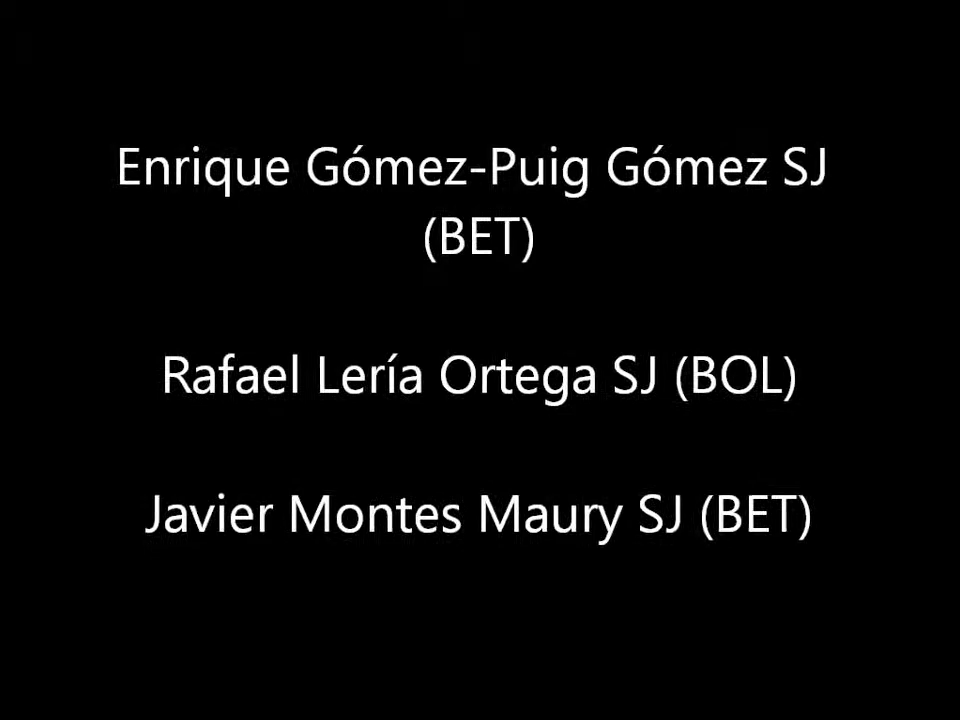 Enrique Gómez-Puig Gómez SJ
(BET)
Rafael Lería Ortega SJ (BOL)
Javier Montes Maury SJ (BET)